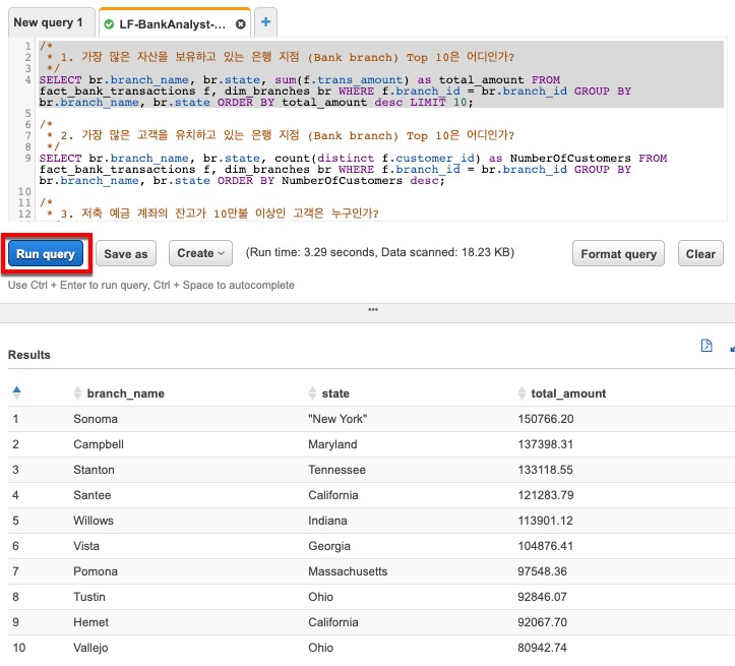 New query 1
LF-BankAnalyst-...
1 /*
2 * 1. 가장 많은 자산을 보유하고 있는 은행 지점 (Bank branch) Top 10은 어디인가?
3 */
4 SELECT br.branch_name, br.state, sum(f.trans_amount) as total_amount FROM
fact_bank_transactions f, dim_branches br WHERE f.branch_id = br.branch_id GROUP BY
br.branch_name, br.state ORDER BY total_amount desc LIMIT 10;
5
6 /*
7 * 2. 가장 많은 고객을 유치하고 있는 은행 지점 (Bank branch) Top 10은 어디인가?
8 */
9 SELECT br.branch_name, br.state, count(distinct f.customer_id) as NumberOfCustomers FROM
fact_bank_transactions f, dim_branches br WHERE f.branch_id = br.branch_id GROUP BY
br.branch_name, br.state ORDER BY NumberOfCustomers desc;
10
11 /*
12 * 3. 저축 예금 계좌의 잔고가 10만불 이상인 고객은 누구인가?
Run query Save as Create (Run time: 3.29 seconds, Data scanned: 18.23 KB) Format query Clear
Use Ctrl + Enter to run query, Ctrl + Space to autocomplete
Results
branch_name state total_amount
1 Sonoma "New York" 150766.20
2 Campbell Maryland 137398.31
3 Stanton Tennessee 133118.55
4 Santee California 121283.79
5 Willows Indiana 113901.12
6 Vista Georgia 104876.41
7 Pomona Massachusetts 97548.36
8 Tustin Ohio 92846.07
9 Hemet California 92067.70
10 Vallejo Ohio 80942.74